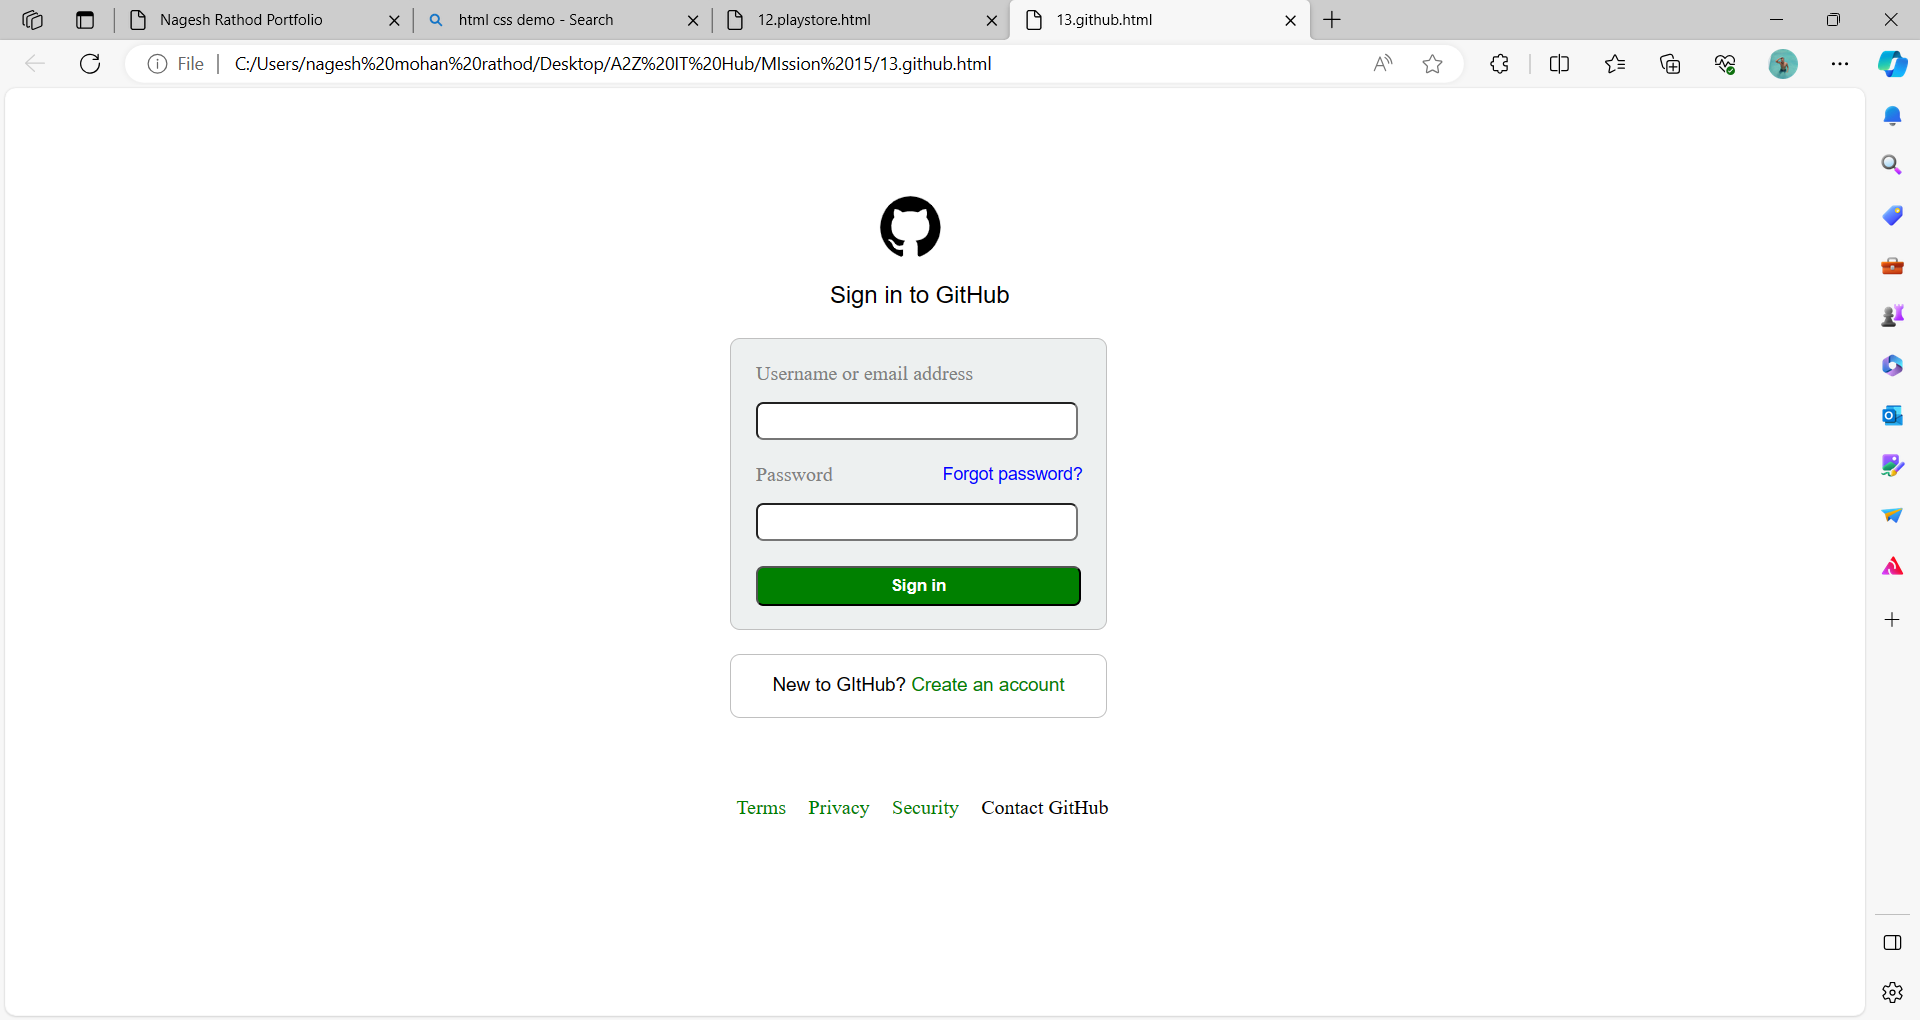 Nagesh Rathod Portfolio
html css demo - Search
12.playstore.html
13.github.html
File
C:/Users/nagesh%20mohan%20rathod/Desktop/A2Z%20IT%20Hub/MIssion%2015/13.github.html
Sign in to GitHub
Username or email address
Password
Forgot password?
Sign in
New to GItHub? Create an account
Terms Privacy Security Contact GitHub